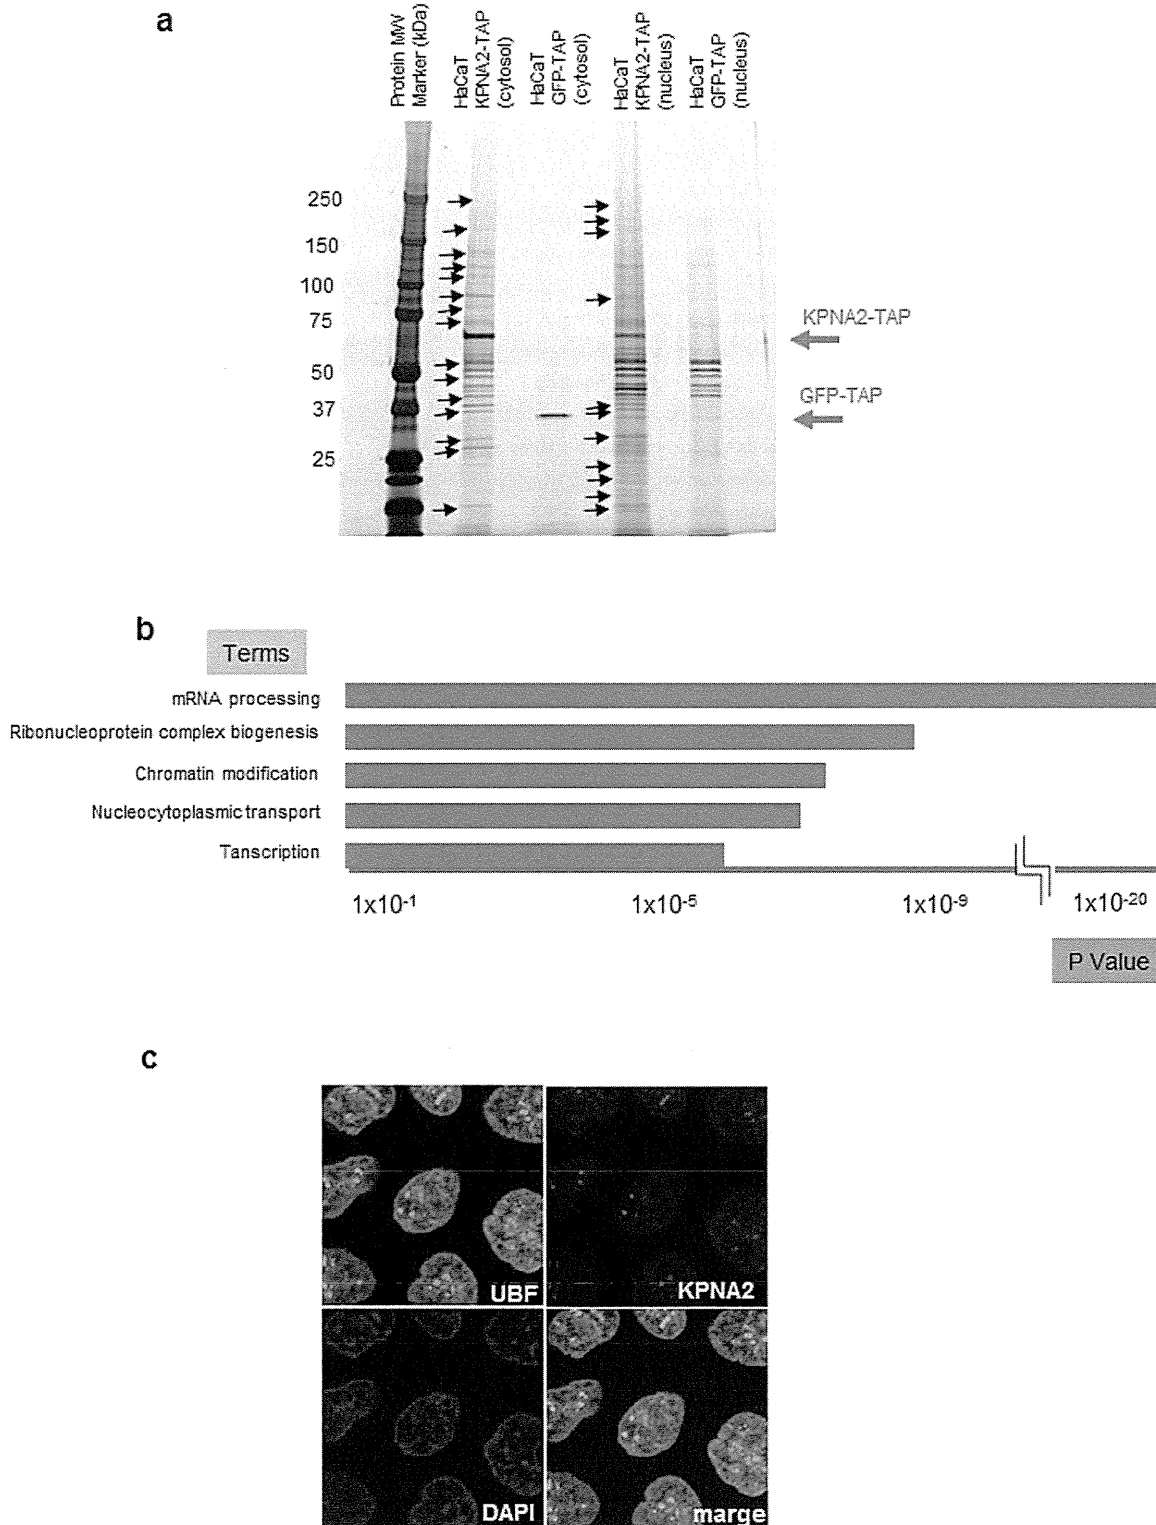 a
Protein MW
Marker (kDa)
HaCaT
KPNA2-TAP
(cytosol)
HaCaT
GFP-TAP
(cytosol)
HaCaT
KPNA2-TAP
(nucleus)
HaCaT
GFP-TAP
(nucleus)
250
150
100
75
50
37
25
KPNA2-TAP
GFP-TAP
b
Terms
mRNA processing
Ribonucleoprotein complex biogenesis
Chromatin modification
Nucleocytoplasmic transport
Tanscription
1x10-1
1x10-5
1x10-9
1x10-20
P Value
c
UBF
KPNA2
DAPI
marge